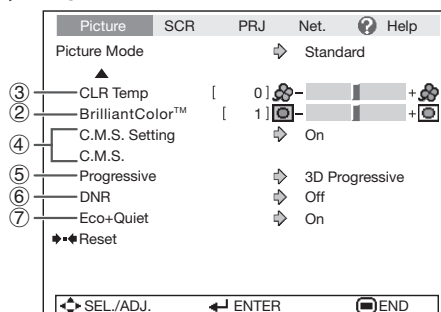 Picture SCR PRJ Net. ? Help
Picture Mode Standard
③ CLR Temp [ 0 ] − +
② BrilliantColor™ [ 1 ] − +
④ C.M.S. Setting On
C.M.S.
⑤ Progressive 3D Progressive
⑥ DNR Off
⑦ Eco+Quiet On
Reset
SEL./ADJ. ENTER END